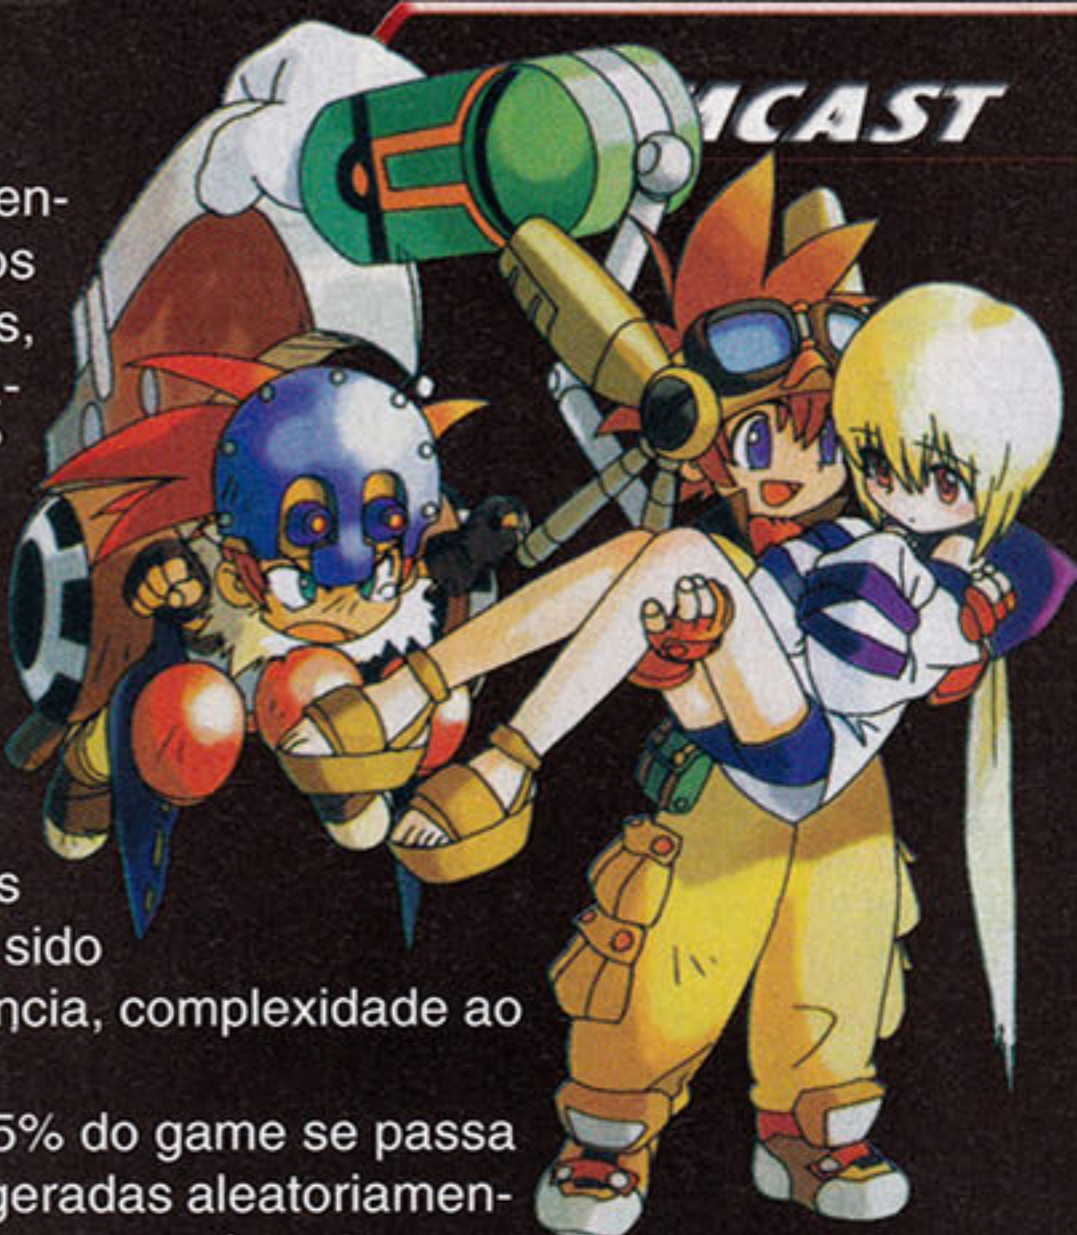 MCAST
en-
os
s,
s
sido
ncia, complexidade ao
5% do game se passa
geradas aleatoriamen-